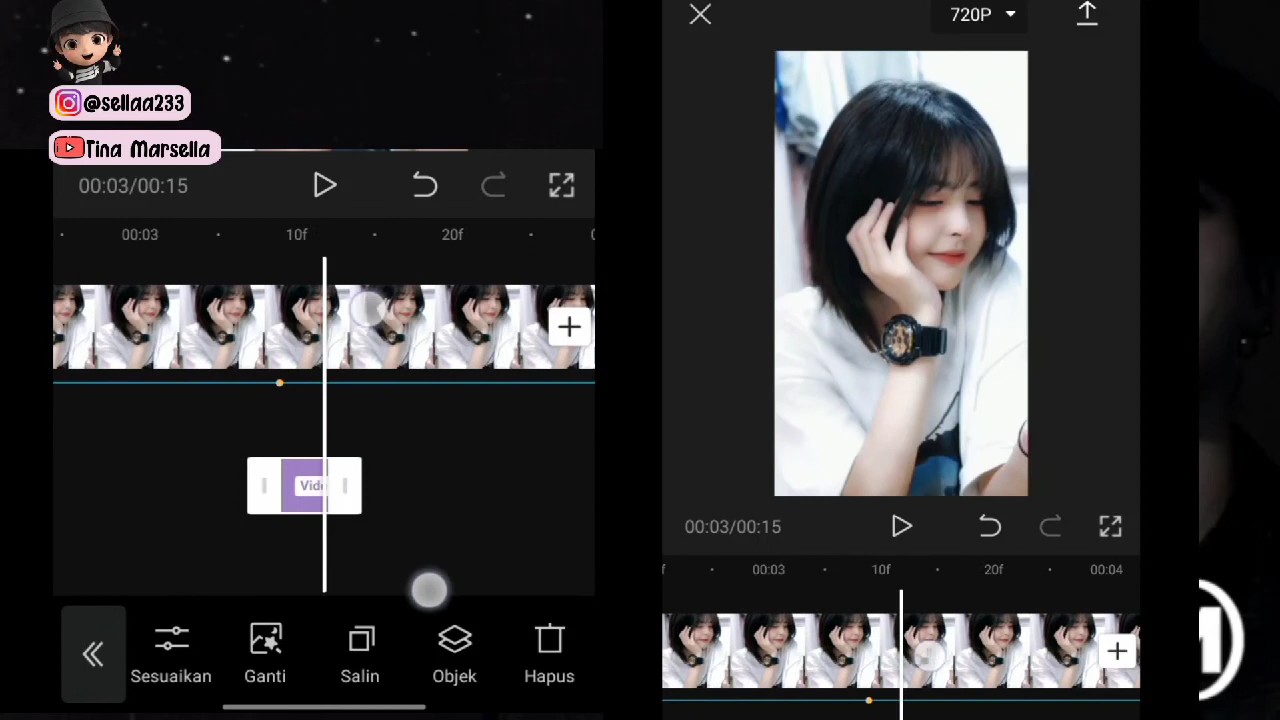 @sellaa233
Tina Marsella
00:03/00:15
00:03
10f
20f
Sesuaikan
Ganti
Salin
Objek
Hapus
720P
00:03/00:15
00:03
10f
20f
00:04